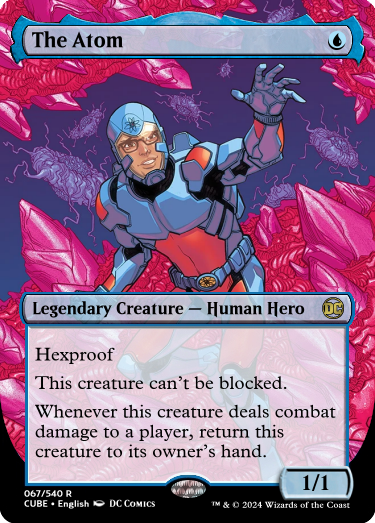 The Atom
Legendary Creature — Human Hero
DC
Hexproof
This creature can't be blocked.
Whenever this creature deals combat
damage to a player, return this
creature to its owner's hand.
1/1
067/540 R
CUBE • English DC COMICS
™ & © 2024 Wizards of the Coast